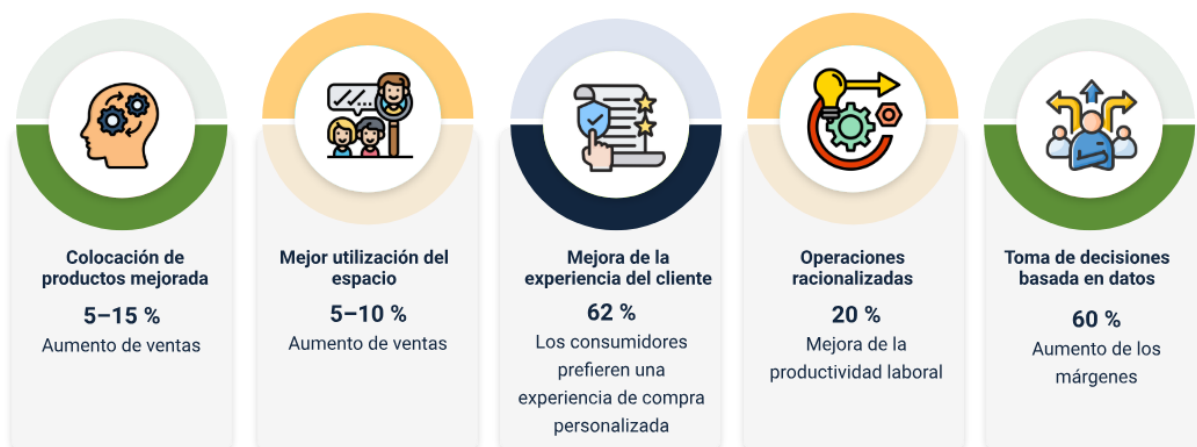 Colocación de
productos mejorada
5–15 %
Aumento de ventas
Mejor utilización del
espacio
5–10 %
Aumento de ventas
Mejora de la
experiencia del cliente
62 %
Los consumidores
prefieren una
experiencia de compra
personalizada
Operaciones
racionalizadas
20 %
Mejora de la
productividad laboral
Toma de decisiones
basada en datos
60 %
Aumento de los
márgenes